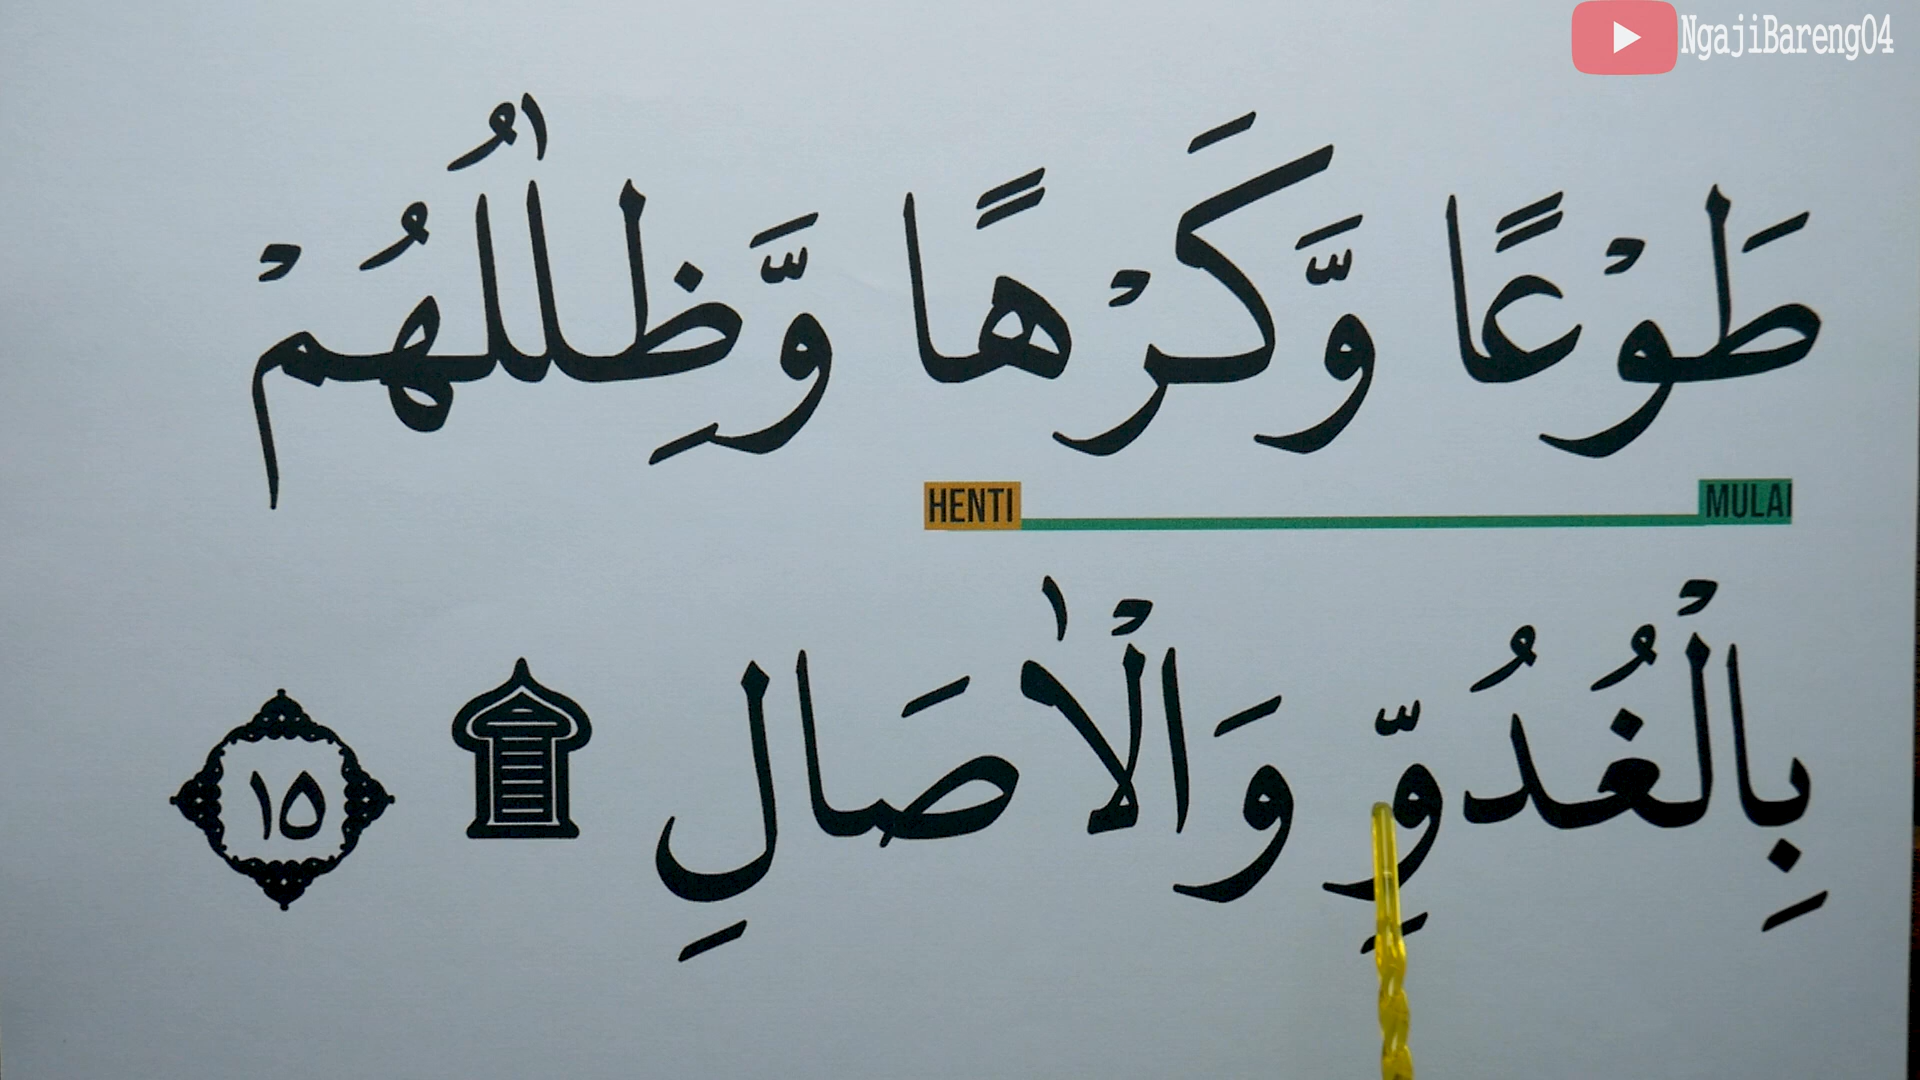 NgajiBareng04
طَوْعًا وَّكَرْهًا وَّظِلٰلُهُمْ
HENTI MULAI
بِالْغُدُوِّ وَالْاٰصَالِ ۩ ١٥